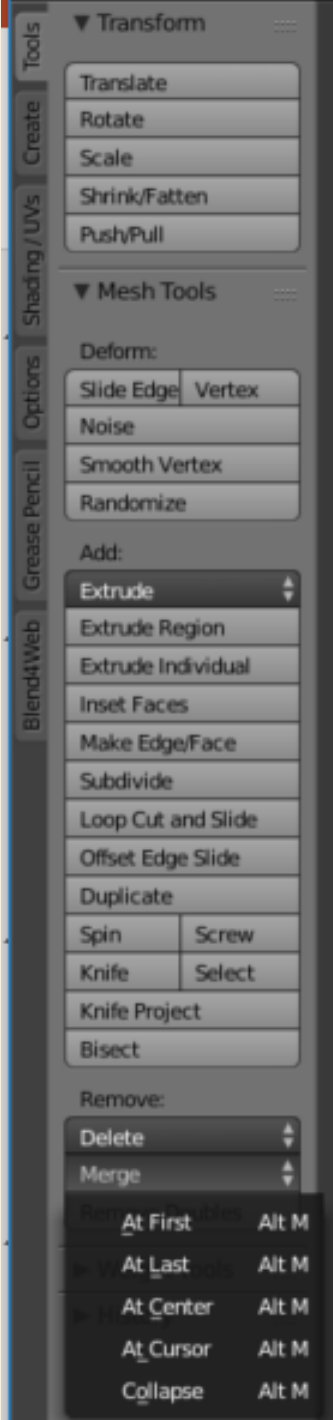 Tools
Create
Shading / UVs
Options
Grease Pencil
Blend4Web
Transform
Translate
Rotate
Scale
Shrink/Fatten
Push/Pull
Mesh Tools
Deform:
Slide Edge Vertex
Noise
Smooth Vertex
Randomize
Add:
Extrude
Extrude Region
Extrude Individual
Inset Faces
Make Edge/Face
Subdivide
Loop Cut and Slide
Offset Edge Slide
Duplicate
Spin Screw
Knife Select
Knife Project
Bisect
Remove:
Delete
Merge
At First Alt M
At Last Alt M
At Center Alt M
At Cursor Alt M
Collapse Alt M